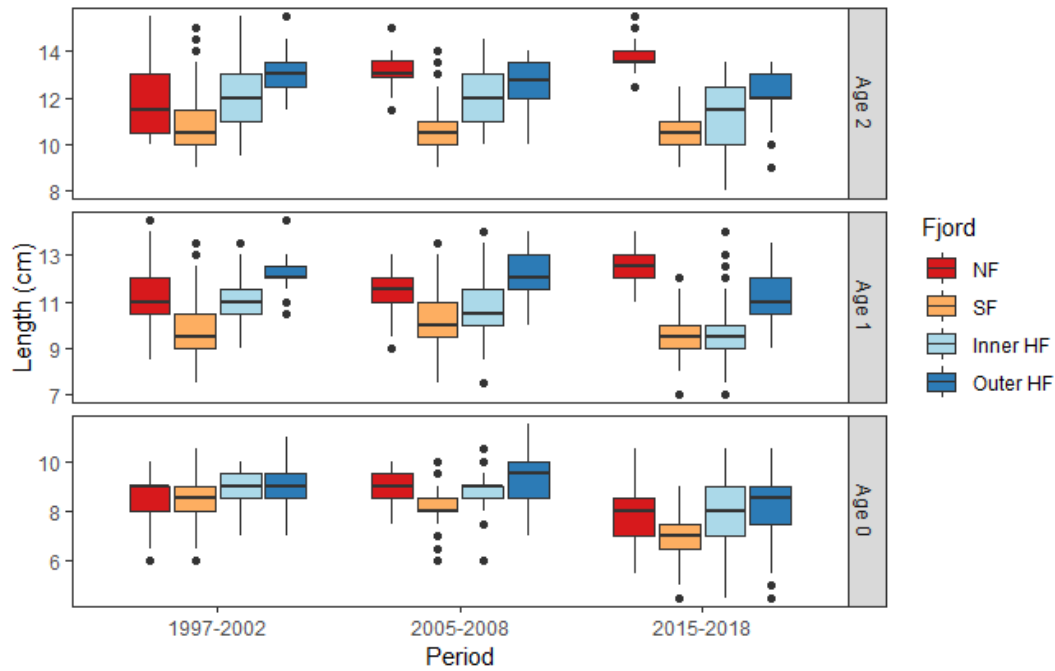 14
12
10
8
Age 2
Length (cm)
13
11
9
7
Age 1
10
8
6
Age 0
1997-2002
2005-2008
2015-2018
Period
Fjord
NF
SF
Inner HF
Outer HF